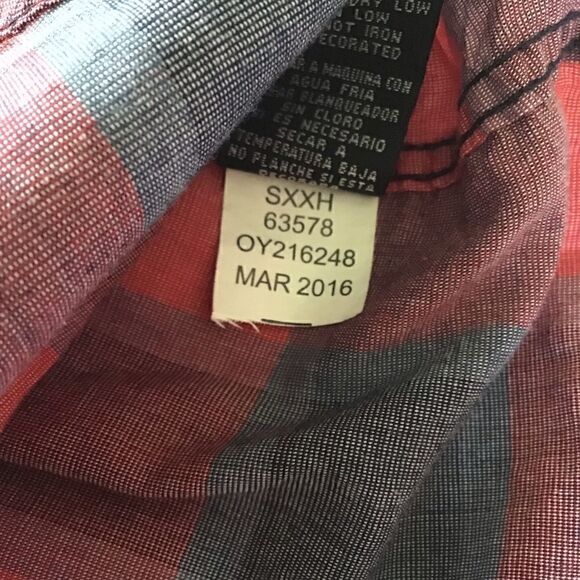 DRY LOW
LOW
NOT IRON
DECORATED
A MAQUINA CON
AGUA FRIA
BLANQUEADOR
SIN CLORO
ES NECESARIO
SECAR A
TEMPERATURA BAJA
NO PLANCHE SI ESTA
SXXH
63578
OY216248
MAR 2016